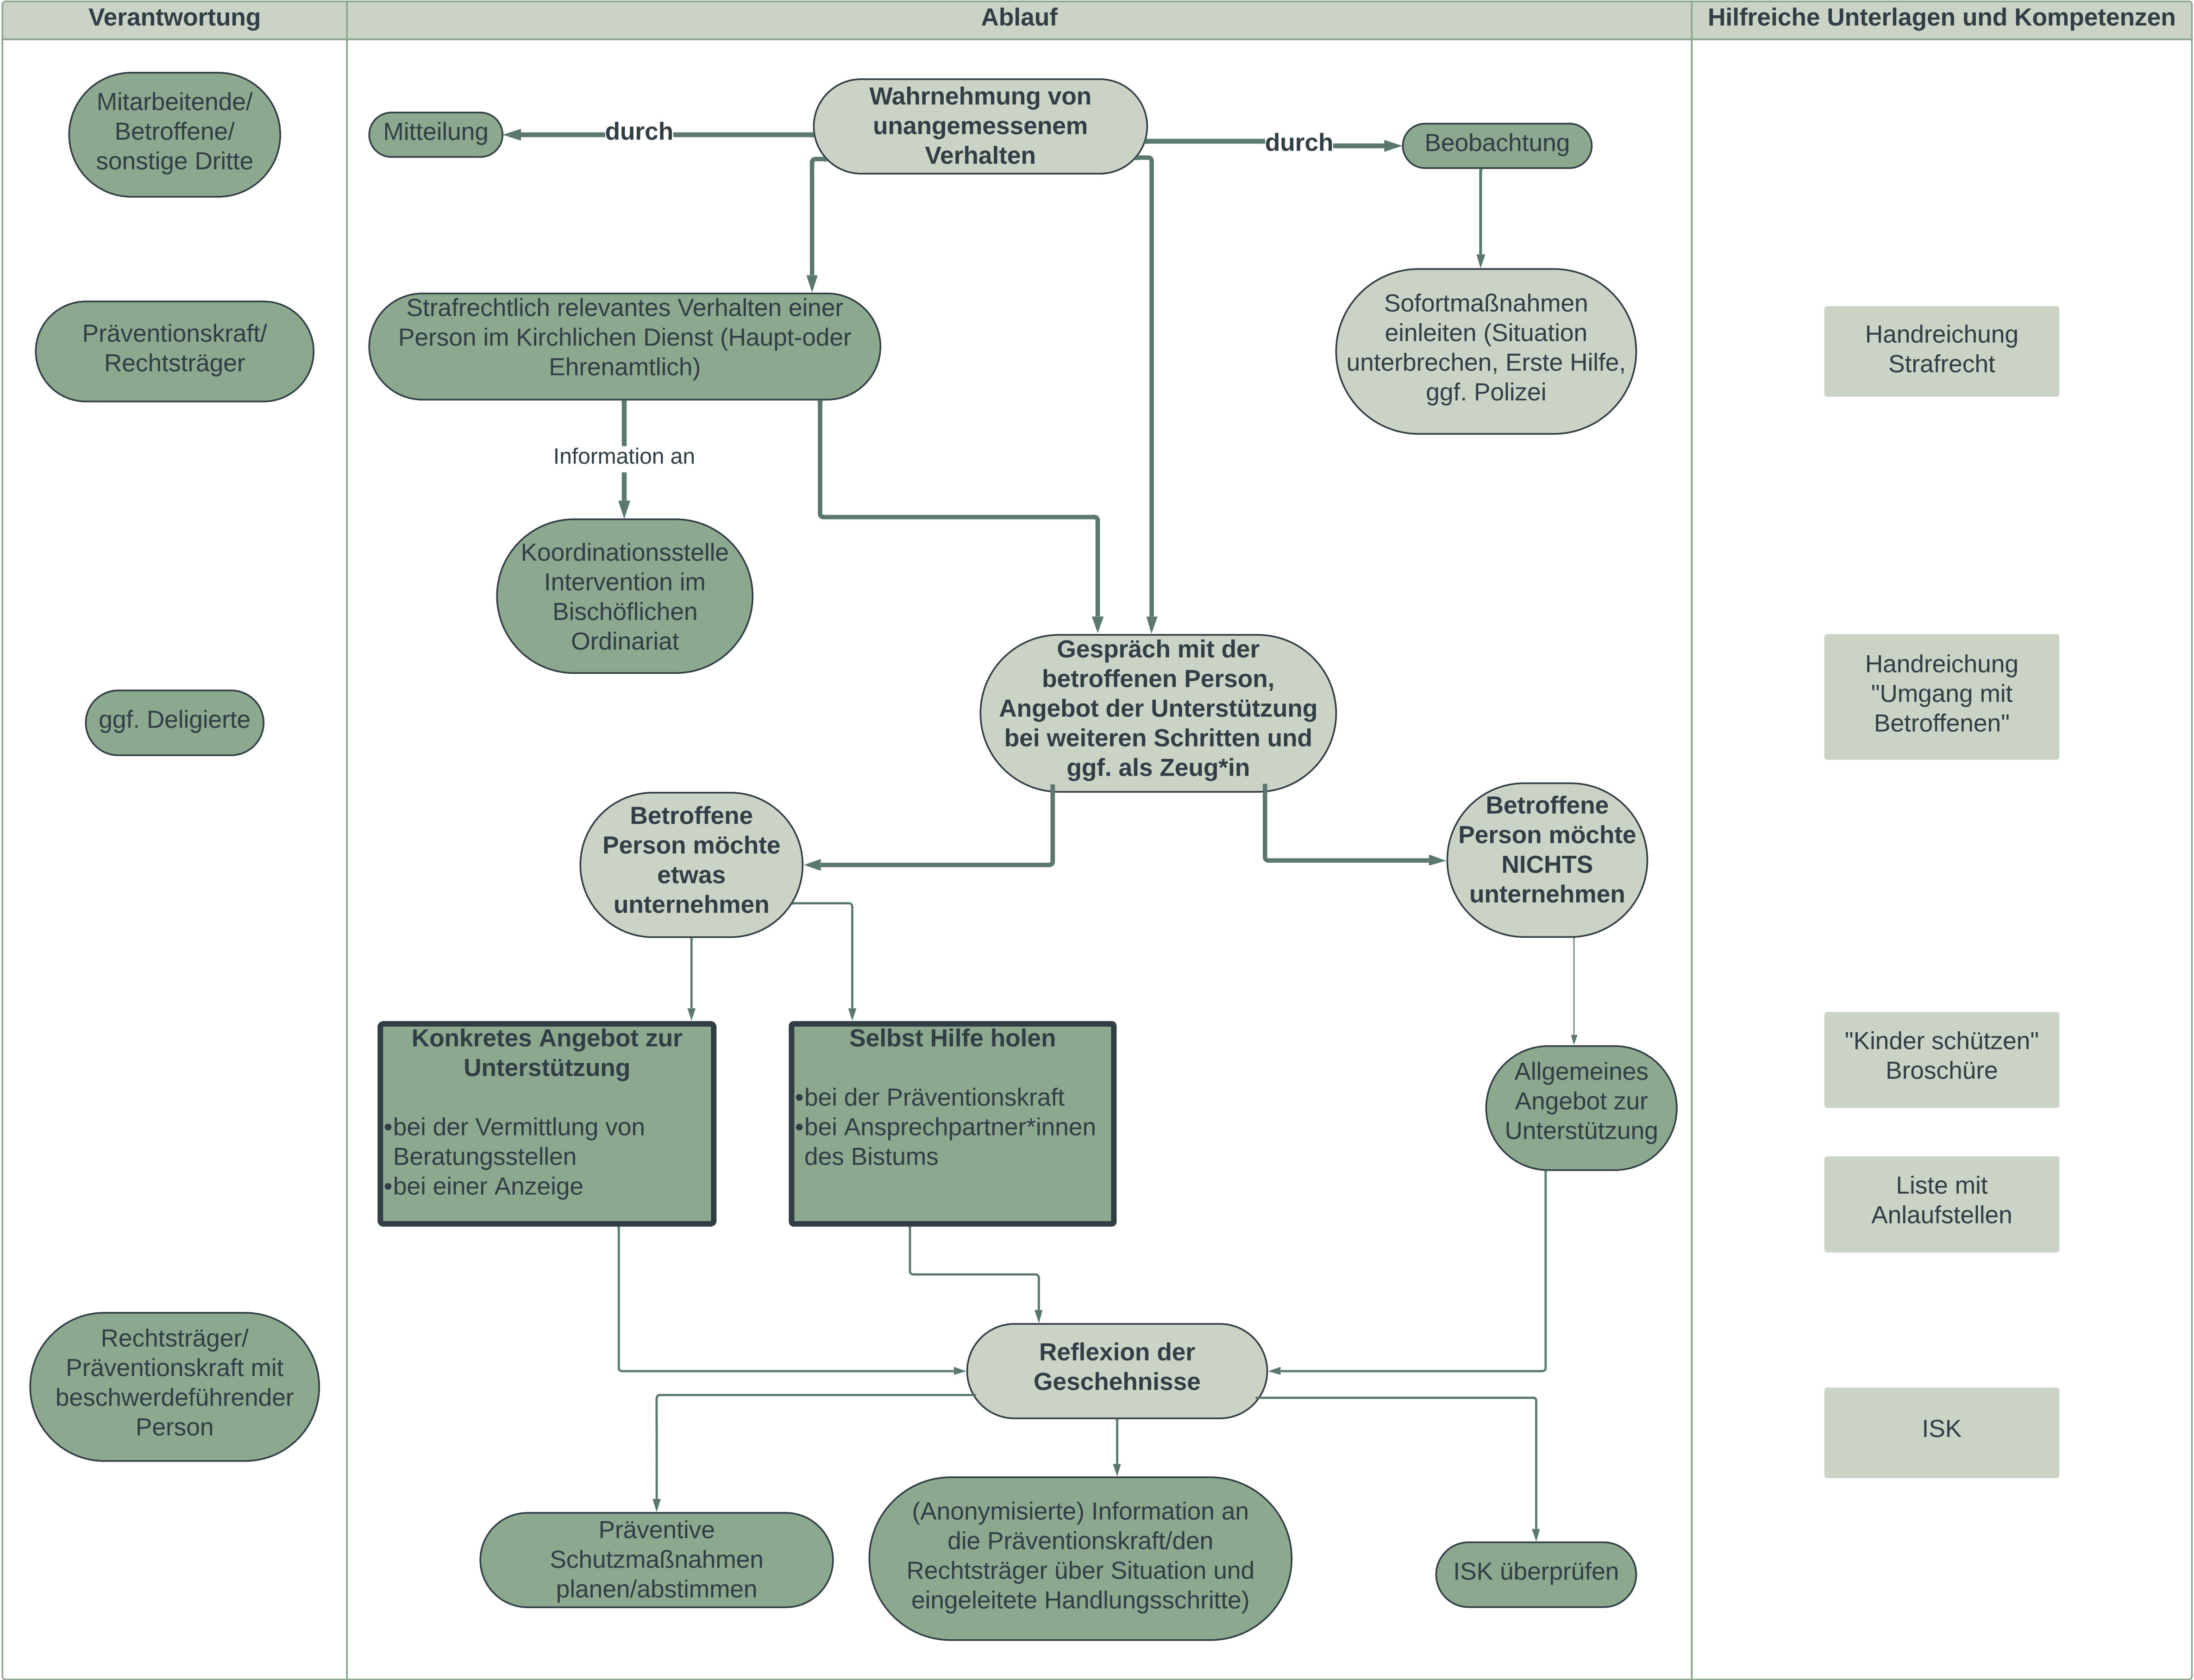 Verantwortung
Ablauf
Hilfreiche Unterlagen und Kompetenzen
Mitarbeitende/
Betroffene/
sonstige Dritte
Mitteilung
durch
Wahrnehmung von
unangemessenem
Verhalten
durch
Beobachtung
Präventionskraft/
Rechtsträger
Strafrechtlich relevantes Verhalten einer
Person im Kirchlichen Dienst (Haupt-oder
Ehrenamtlich)
Sofortmaßnahmen
einleiten (Situation
unterbrechen, Erste Hilfe,
ggf. Polizei
Handreichung
Strafrecht
Information an
Koordinationsstelle
Intervention im
Bischöflichen
Ordinariat
ggf. Deligierte
Gespräch mit der
betroffenen Person,
Angebot der Unterstützung
bei weiteren Schritten und
ggf. als Zeug*in
Handreichung
"Umgang mit
Betroffenen"
Betroffene
Person möchte
etwas
unternehmen
Betroffene
Person möchte
NICHTS
unternehmen
Konkretes Angebot zur
Unterstützung
•bei der Vermittlung von
Beratungsstellen
•bei einer Anzeige
Selbst Hilfe holen
•bei der Präventionskraft
•bei Ansprechpartner*innen
des Bistums
Allgemeines
Angebot zur
Unterstützung
"Kinder schützen"
Broschüre
Liste mit
Anlaufstellen
Rechtsträger/
Präventionskraft mit
beschwerdeführender
Person
Reflexion der
Geschehnisse
ISK
Präventive
Schutzmaßnahmen
planen/abstimmen
(Anonymisierte) Information an
die Präventionskraft/den
Rechtsträger über Situation und
eingeleitete Handlungsschritte)
ISK überprüfen